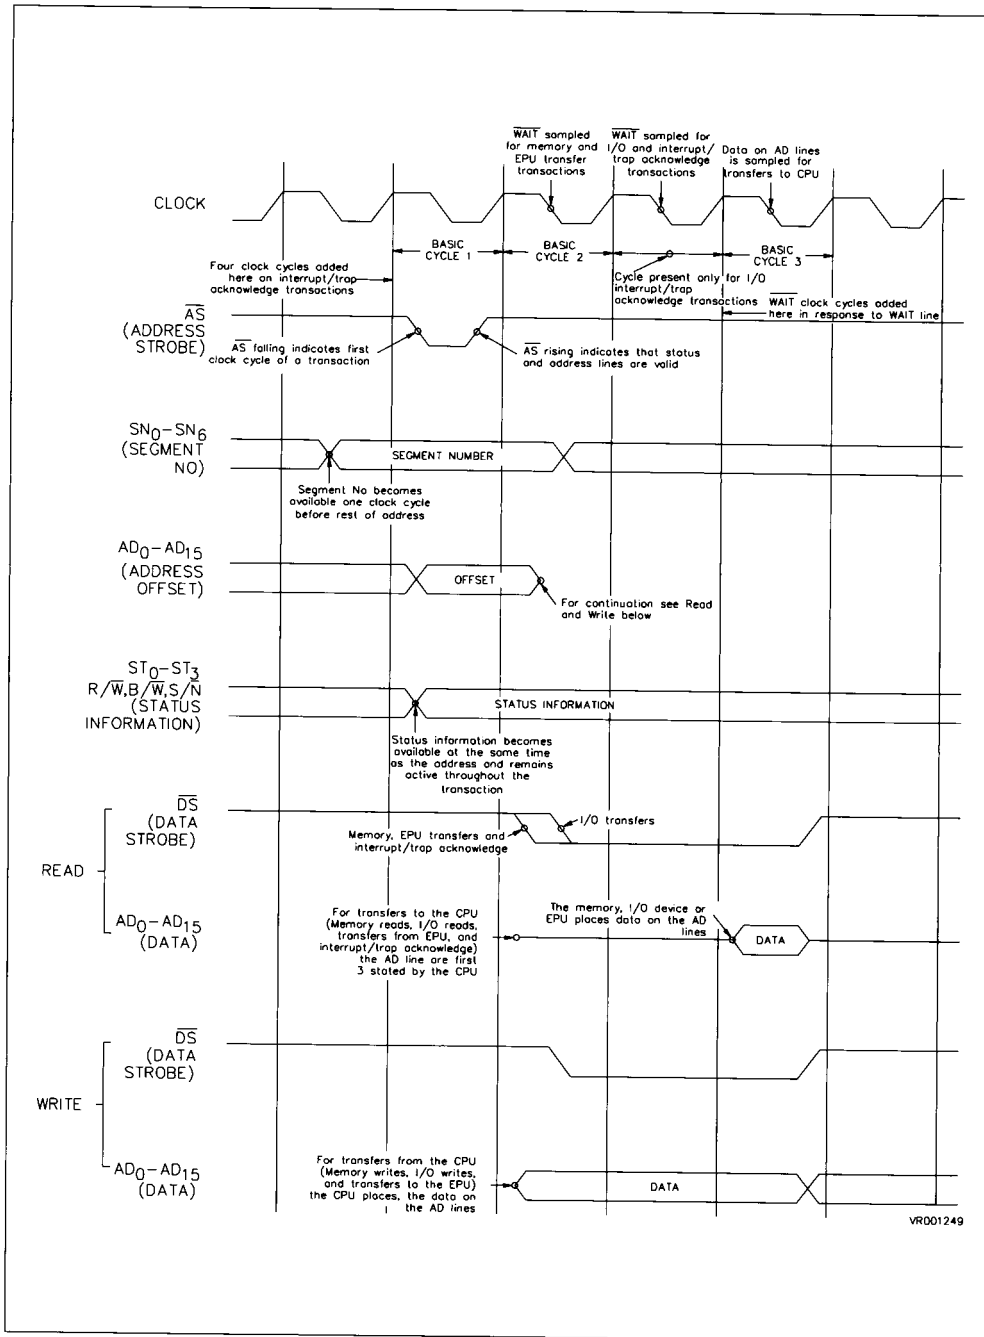 WAIT sampled
for memory and
EPU transfer
transactions
WAIT sampled for
I/O and interrupt/
trap acknowledge
transactions
Data on AD lines
is sampled for
transfers to CPU
CLOCK
BASIC
CYCLE 1
BASIC
CYCLE 2
BASIC
CYCLE 3
Four clock cycles added
here on interrupt/trap
acknowledge transactions
Cycle present only for I/O
interrupt/trap
acknowledge transactions
WAIT clock cycles added
here in response to WAIT line
AS
(ADDRESS
STROBE)
AS falling indicates first
clock cycle of a transaction
AS rising indicates that status
and address lines are valid
SN0-SN6
(SEGMENT
NO)
SEGMENT NUMBER
Segment No becomes
available one clock cycle
before rest of address
AD0-AD15
(ADDRESS
OFFSET)
OFFSET
For continuation see Read
and Write below
ST0-ST3
R/W,B/W,S/N
(STATUS
INFORMATION)
STATUS INFORMATION
Status information becomes
available at the same time
as the address and remains
active throughout the
transaction
READ
DS
(DATA
STROBE)
I/O transfers
Memory, EPU transfers and
interrupt/trap acknowledge
AD0-AD15
(DATA)
For transfers to the CPU
(Memory reads, I/O reads,
transfers from EPU, and
interrupt/trap acknowledge)
the AD line are first
3 stated by the CPU
The memory, I/O device or
EPU places data on the AD
lines
DATA
WRITE
DS
(DATA
STROBE)
AD0-AD15
(DATA)
For transfers from the CPU
(Memory writes, I/O writes,
and transfers to the EPU)
the CPU places, the data on
the AD lines
DATA
VR001249